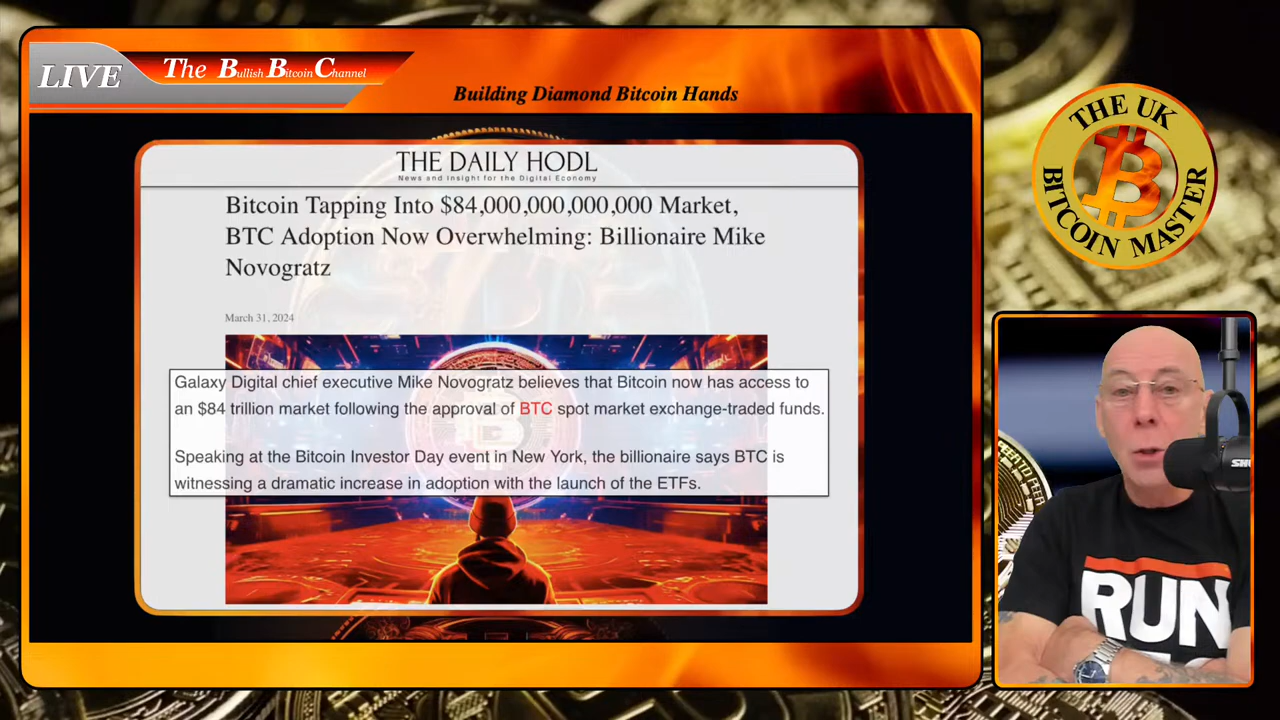 LIVE
The Bullish Bitcoin Channel
Building Diamond Bitcoin Hands
THE DAILY HODL
News and Insight for the Digital Economy
Bitcoin Tapping Into $84,000,000,000,000 Market,
BTC Adoption Now Overwhelming: Billionaire Mike
Novogratz
March 31, 2024
Galaxy Digital chief executive Mike Novogratz believes that Bitcoin now has access to
an $84 trillion market following the approval of BTC spot market exchange-traded funds.
Speaking at the Bitcoin Investor Day event in New York, the billionaire says BTC is
witnessing a dramatic increase in adoption with the launch of the ETFs.
THE UK
BITCOIN MASTER
RUN